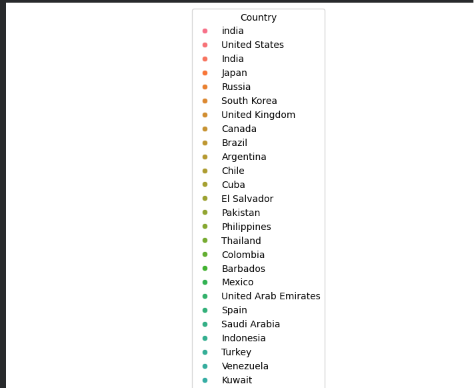 Country
india
United States
India
Japan
Russia
South Korea
United Kingdom
Canada
Brazil
Argentina
Chile
Cuba
El Salvador
Pakistan
Philippines
Thailand
Colombia
Barbados
Mexico
United Arab Emirates
Spain
Saudi Arabia
Indonesia
Turkey
Venezuela
Kuwait